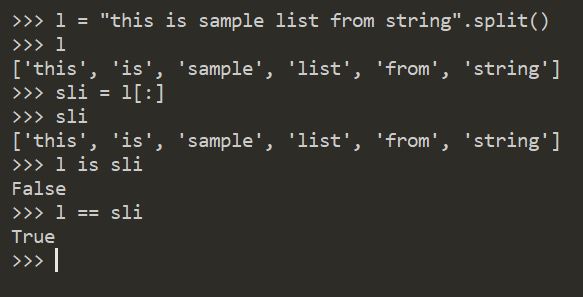 >>> l = "this is sample list from string".split()
>>> l
['this', 'is', 'sample', 'list', 'from', 'string']
>>> sli = l[:]
>>> sli
['this', 'is', 'sample', 'list', 'from', 'string']
>>> l is sli
False
>>> l == sli
True
>>>